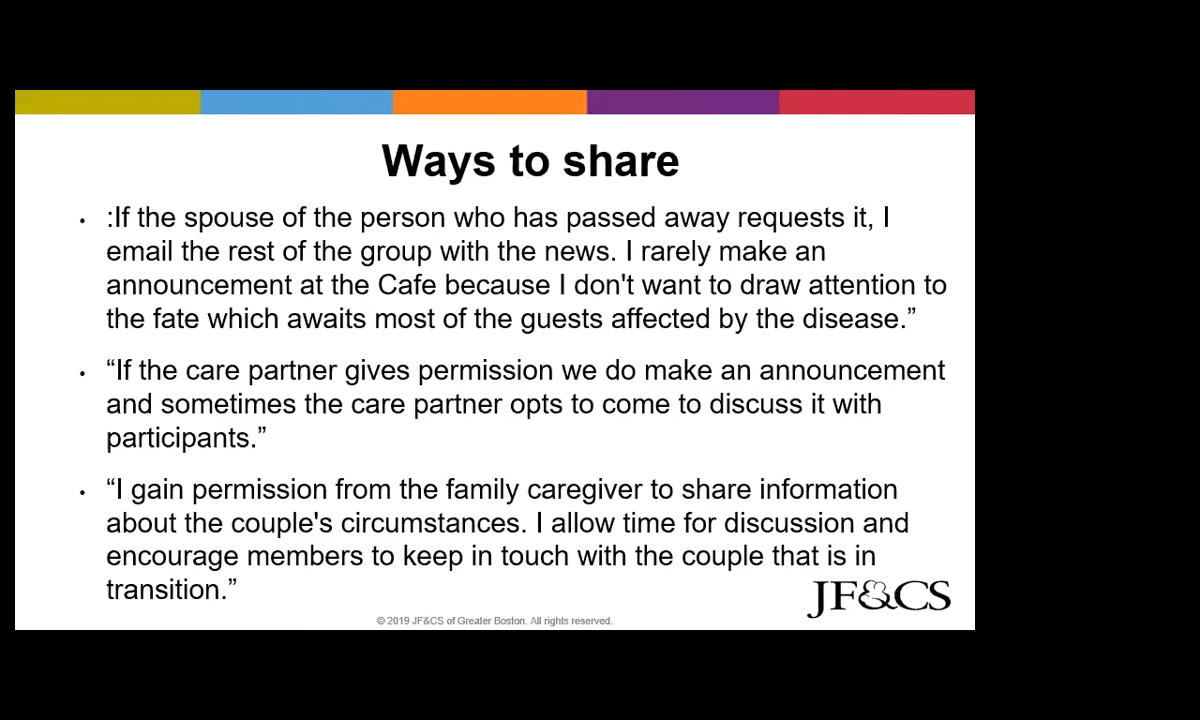 Ways to share
• :If the spouse of the person who has passed away requests it, I
email the rest of the group with the news. I rarely make an
announcement at the Cafe because I don't want to draw attention to
the fate which awaits most of the guests affected by the disease.”
• “If the care partner gives permission we do make an announcement
and sometimes the care partner opts to come to discuss it with
participants.”
• “I gain permission from the family caregiver to share information
about the couple's circumstances. I allow time for discussion and
encourage members to keep in touch with the couple that is in
transition.”
JF&CS
© 2019 JF&CS of Greater Boston. All rights reserved.